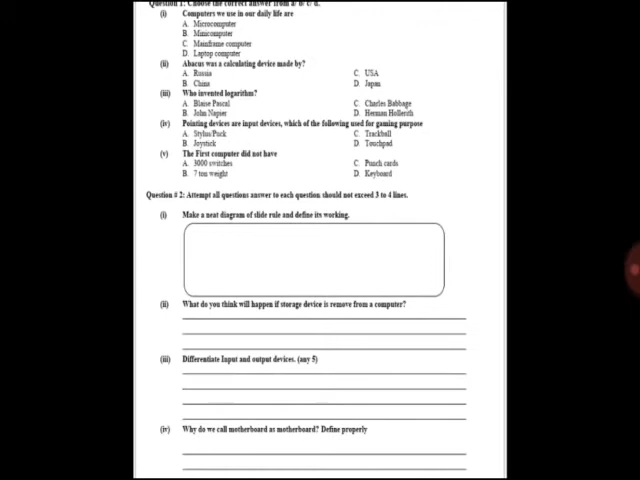 Question 1: Choose the correct answer from a/ b/ c/ d.
(i) Computers we use in our daily life are
A. Microcomputer
B. Minicomputer
C. Mainframe computer
D. Laptop computer
(ii) Abacus was a calculating device made by?
A. Russia C. USA
B. China D. Japan
(iii) Who invented logarithm?
A. Blaise Pascal C. Charles Babbage
B. John Napier D. Herman Hollerith
(iv) Pointing devices are input devices, which of the following used for gaming purpose
A. Stylus/Puck C. Trackball
B. Joystick D. Touchpad
(v) The First computer did not have
A. 3000 switches C. Punch cards
B. 7 ton weight D. Keyboard
Question # 2: Attempt all questions answer to each question should not exceed 3 to 4 lines.
(i) Make a neat diagram of slide rule and define its working.
(ii) What do you think will happen if storage device is remove from a computer?
(iii) Differentiate Input and output devices. (any 5)
(iv) Why do we call motherboard as motherboard? Define properly